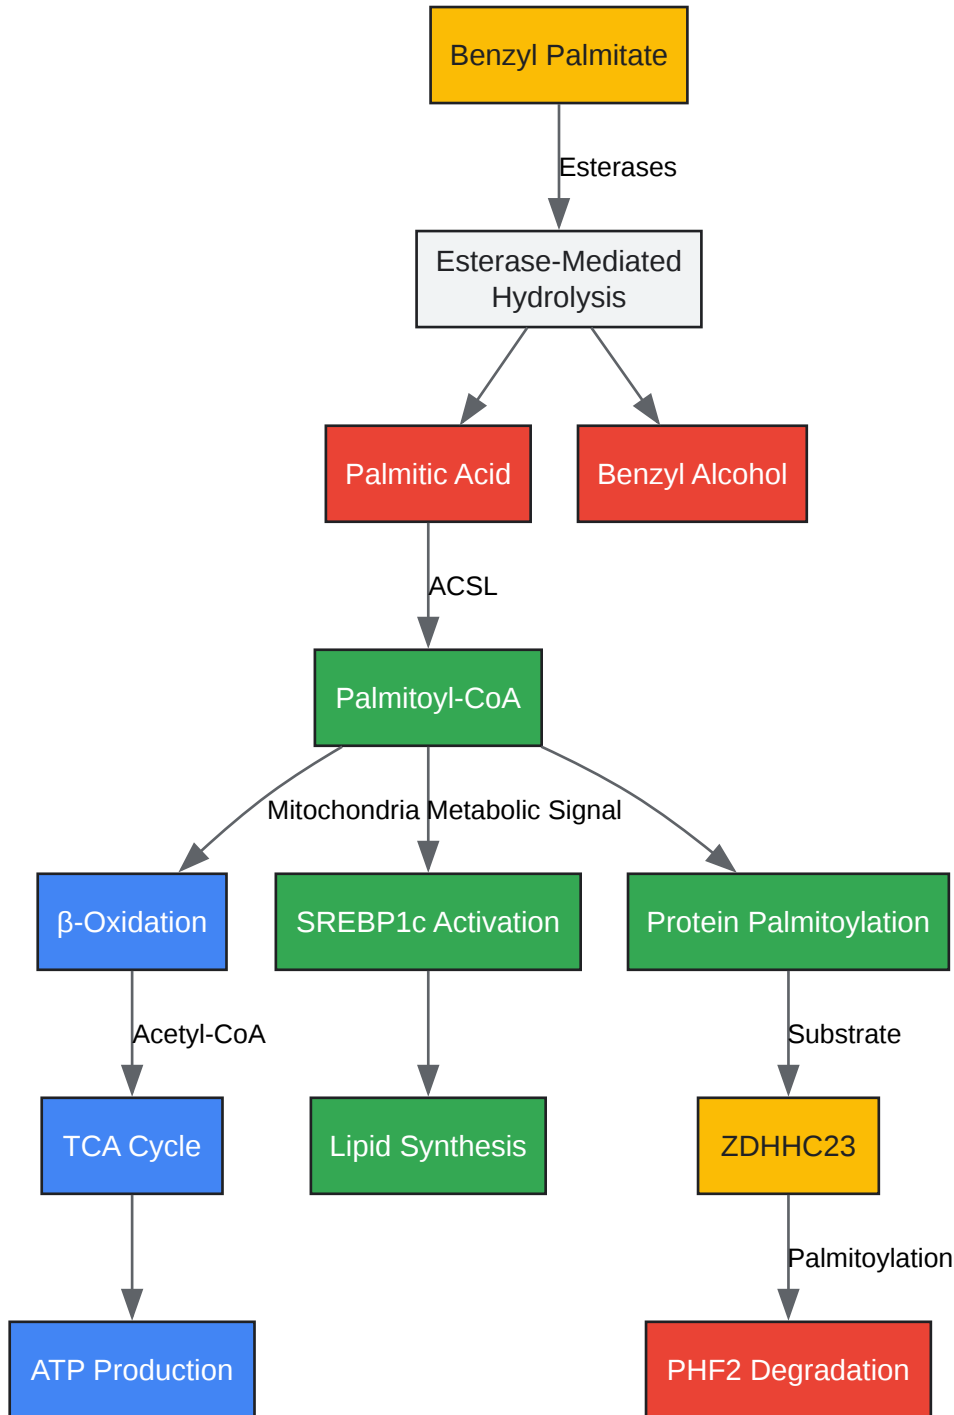 Benzyl Palmitate
Esterases
Esterase-Mediated
Hydrolysis
Palmitic Acid
Benzyl Alcohol
ACSL
Palmitoyl-CoA
Mitochondria
Metabolic Signal
β-Oxidation
SREBP1c Activation
Protein Palmitoylation
Acetyl-CoA
Substrate
TCA Cycle
Lipid Synthesis
ZDHHC23
Palmitoylation
ATP Production
PHF2 Degradation